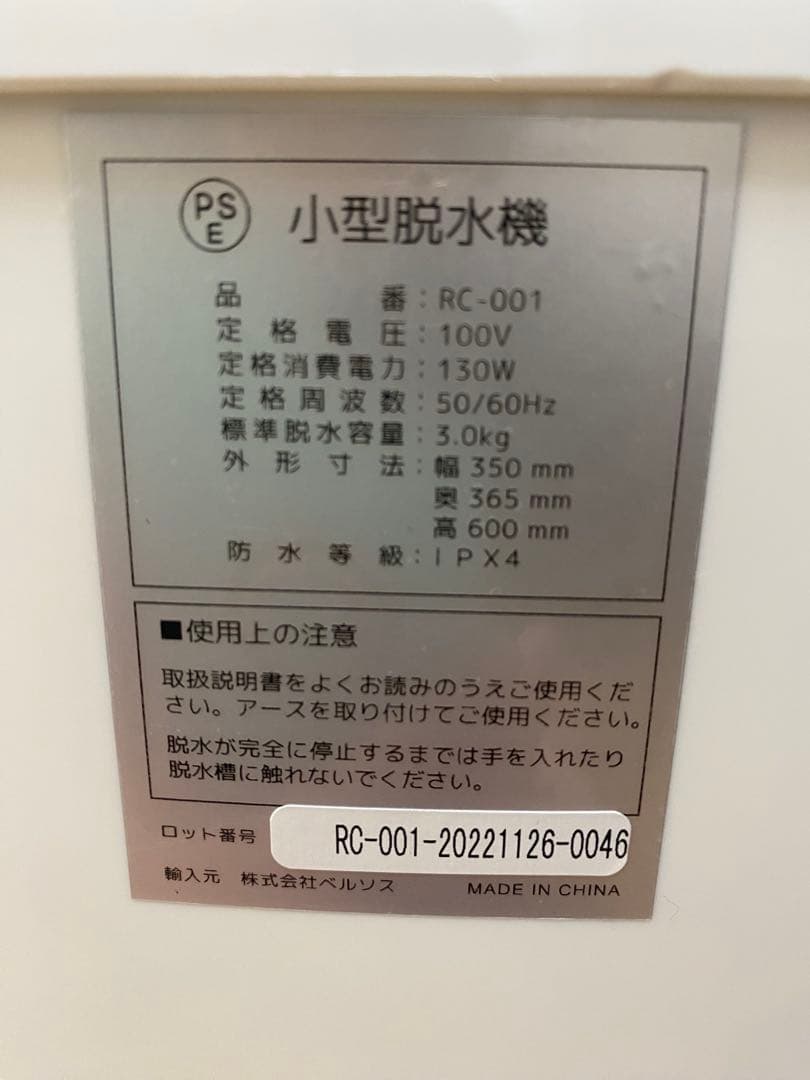 PSE 小型脱水機
品番：RC-001
定格電圧：100V
定格消費電力：130W
定格周波数：50/60Hz
標準脱水容量：3.0kg
外形寸法：幅 350 mm
奥 365 mm
高 600 mm
防水等級：IPX4
■使用上の注意
取扱説明書をよくお読みのうえご使用くだ
さい。アースを取り付けてご使用ください。
脱水が完全に停止するまでは手を入れたり
脱水槽に触れないでください。
ロット番号 RC-001-20221126-0046
輸入元 株式会社ベルソス MADE IN CHINA